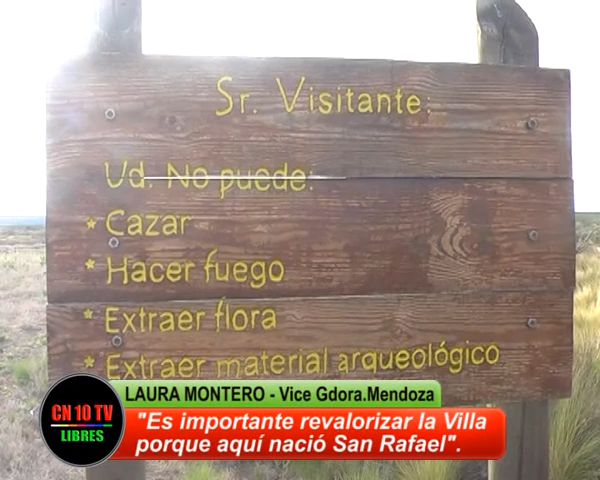 Sr. Visitante:
Ud. No puede:
* Cazar
* Hacer fuego
* Extraer flora
* Extraer material arqueológico
LAURA MONTERO - Vice Gdora.Mendoza
"Es importante revalorizar la Villa
porque aquí nació San Rafael".
CN 10 TV
LIBRES